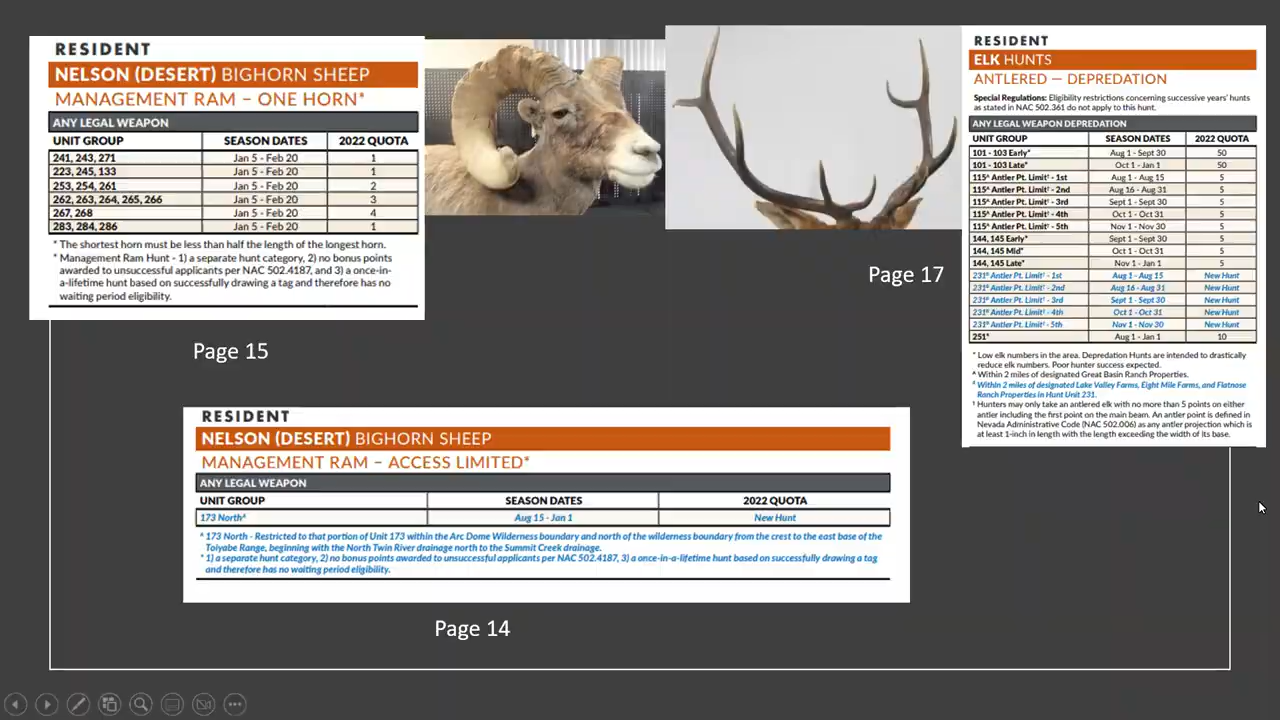 RESIDENT
NELSON (DESERT) BIGHORN SHEEP
MANAGEMENT RAM – ONE HORN*
ANY LEGAL WEAPON
UNIT GROUP SEASON DATES 2022 QUOTA
241, 243, 271 Jan 5 - Feb 20 1
223, 245, 133 Jan 5 - Feb 20 1
253, 254, 261 Jan 5 - Feb 20 2
262, 263, 264, 265, 266 Jan 5 - Feb 20 3
267, 268 Jan 5 - Feb 20 4
283, 284, 286 Jan 5 - Feb 20 1
* The shortest horn must be less than half the length of the longest horn.
* Management Ram Hunt - 1) a separate hunt category, 2) no bonus points
awarded to unsuccessful applicants per NAC 502.4187, and 3) a once-in-
a-lifetime hunt based on successfully drawing a tag and therefore has no
waiting period eligibility.
Page 15
RESIDENT
ELK HUNTS
ANTLERED — DEPREDATION
Special Regulations: Eligibility restrictions concerning successive years' hunts
as stated in NAC 502.361 do not apply to this hunt.
ANY LEGAL WEAPON DEPREDATION
UNIT GROUP SEASON DATES 2022 QUOTA
101 - 103 Early* Aug 1 - Sept 30 50
101 - 103 Late* Oct 1 - Jan 1 50
115^ Antler Pt. Limit† - 1st Aug 1 - Aug 15 5
115^ Antler Pt. Limit† - 2nd Aug 16 - Aug 31 5
115^ Antler Pt. Limit† - 3rd Sept 1 - Sept 30 5
115^ Antler Pt. Limit† - 4th Oct 1 - Oct 31 5
115^ Antler Pt. Limit† - 5th Nov 1 - Nov 30 5
144, 145 Early* Sept 1 - Sept 30 5
144, 145 Mid* Oct 1 - Oct 31 5
144, 145 Late* Nov 1 - Jan 1 5
231# Antler Pt. Limit† - 1st Aug 1 - Aug 15 New Hunt
231# Antler Pt. Limit† - 2nd Aug 16 - Aug 31 New Hunt
231# Antler Pt. Limit† - 3rd Sept 1 - Sept 30 New Hunt
231# Antler Pt. Limit† - 4th Oct 1 - Oct 31 New Hunt
231# Antler Pt. Limit† - 5th Nov 1 - Nov 30 New Hunt
251* Aug 1 - Jan 1 10
* Low elk numbers in the area. Depredation Hunts are intended to drastically
reduce elk numbers. Poor hunter success expected.
^ Within 2 miles of designated Great Basin Ranch Properties.
# Within 2 miles of designated Lake Valley Farms, Eight Mile Farms, and Flatnose
Ranch Properties in Hunt Unit 231.
† Hunters may only take an antlered elk with no more than 5 points on either
antler including the first point on the main beam. An antler point is defined in
Nevada Administrative Code (NAC 502.006) as any antler projection which is
at least 1-inch in length with the length exceeding the width of its base.
Page 17
RESIDENT
NELSON (DESERT) BIGHORN SHEEP
MANAGEMENT RAM – ACCESS LIMITED*
ANY LEGAL WEAPON
UNIT GROUP SEASON DATES 2022 QUOTA
173 North^ Aug 15 - Jan 1 New Hunt
^ 173 North - Restricted to that portion of Unit 173 within the Arc Dome Wilderness boundary and north of the wilderness boundary from the crest to the east base of the
Toiyabe Range, beginning with the North Twin River drainage north to the Summit Creek drainage.
* 1) a separate hunt category, 2) no bonus points awarded to unsuccessful applicants per NAC 502.4187, 3) a once-in-a-lifetime hunt based on successfully drawing a tag
and therefore has no waiting period eligibility.
Page 14